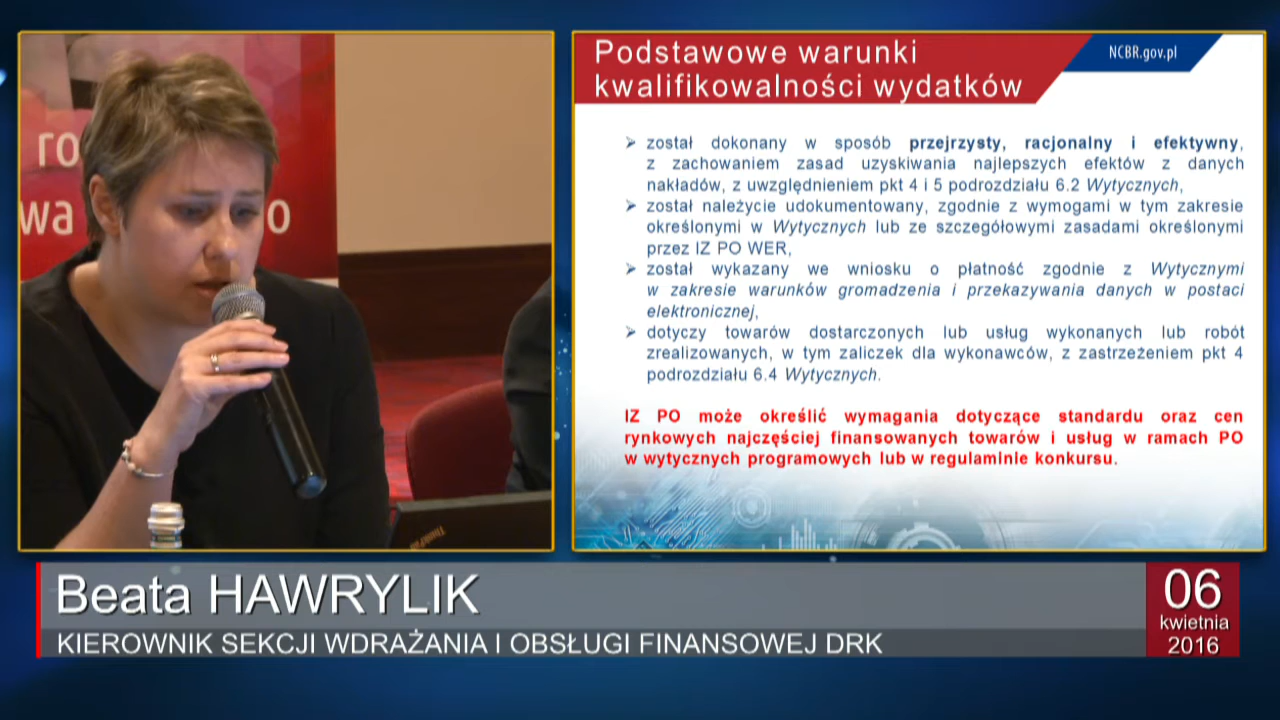 ro
wa
o
Podstawowe warunki
kwalifikowalności wydatków
NCBR.gov.pl
➢ został dokonany w sposób przejrzysty, racjonalny i efektywny,
z zachowaniem zasad uzyskiwania najlepszych efektów z danych
nakładów, z uwzględnieniem pkt 4 i 5 podrozdziału 6.2 Wytycznych,
➢ został należycie udokumentowany, zgodnie z wymogami w tym zakresie
określonymi w Wytycznych lub ze szczegółowymi zasadami określonymi
przez IZ PO WER,
➢ został wykazany we wniosku o płatność zgodnie z Wytycznymi
w zakresie warunków gromadzenia i przekazywania danych w postaci
elektronicznej,
➢ dotyczy towarów dostarczonych lub usług wykonanych lub robót
zrealizowanych, w tym zaliczek dla wykonawców, z zastrzeżeniem pkt 4
podrozdziału 6.4 Wytycznych.
IZ PO może określić wymagania dotyczące standardu oraz cen
rynkowych najczęściej finansowanych towarów i usług w ramach PO
w wytycznych programowych lub w regulaminie konkursu.
Beata HAWRYLIK
KIEROWNIK SEKCJI WDRAŻANIA I OBSŁUGI FINANSOWEJ DRK
06
kwietnia
2016